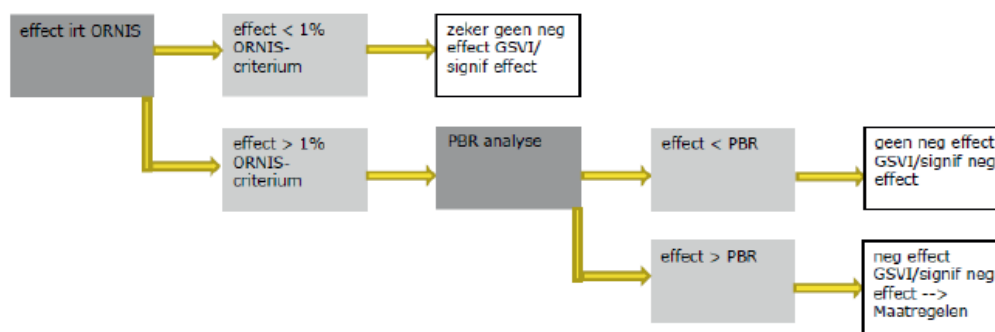 effect irt ORNIS
effect < 1%
ORNIS-
criterium
zeker geen neg
effect GSVI/
signif effect
effect > 1%
ORNIS-
criterium
PBR analyse
effect < PBR
geen neg effect
GSVI/signif neg
effect
effect > PBR
neg effect
GSVI/signif neg
effect -->
Maatregelen